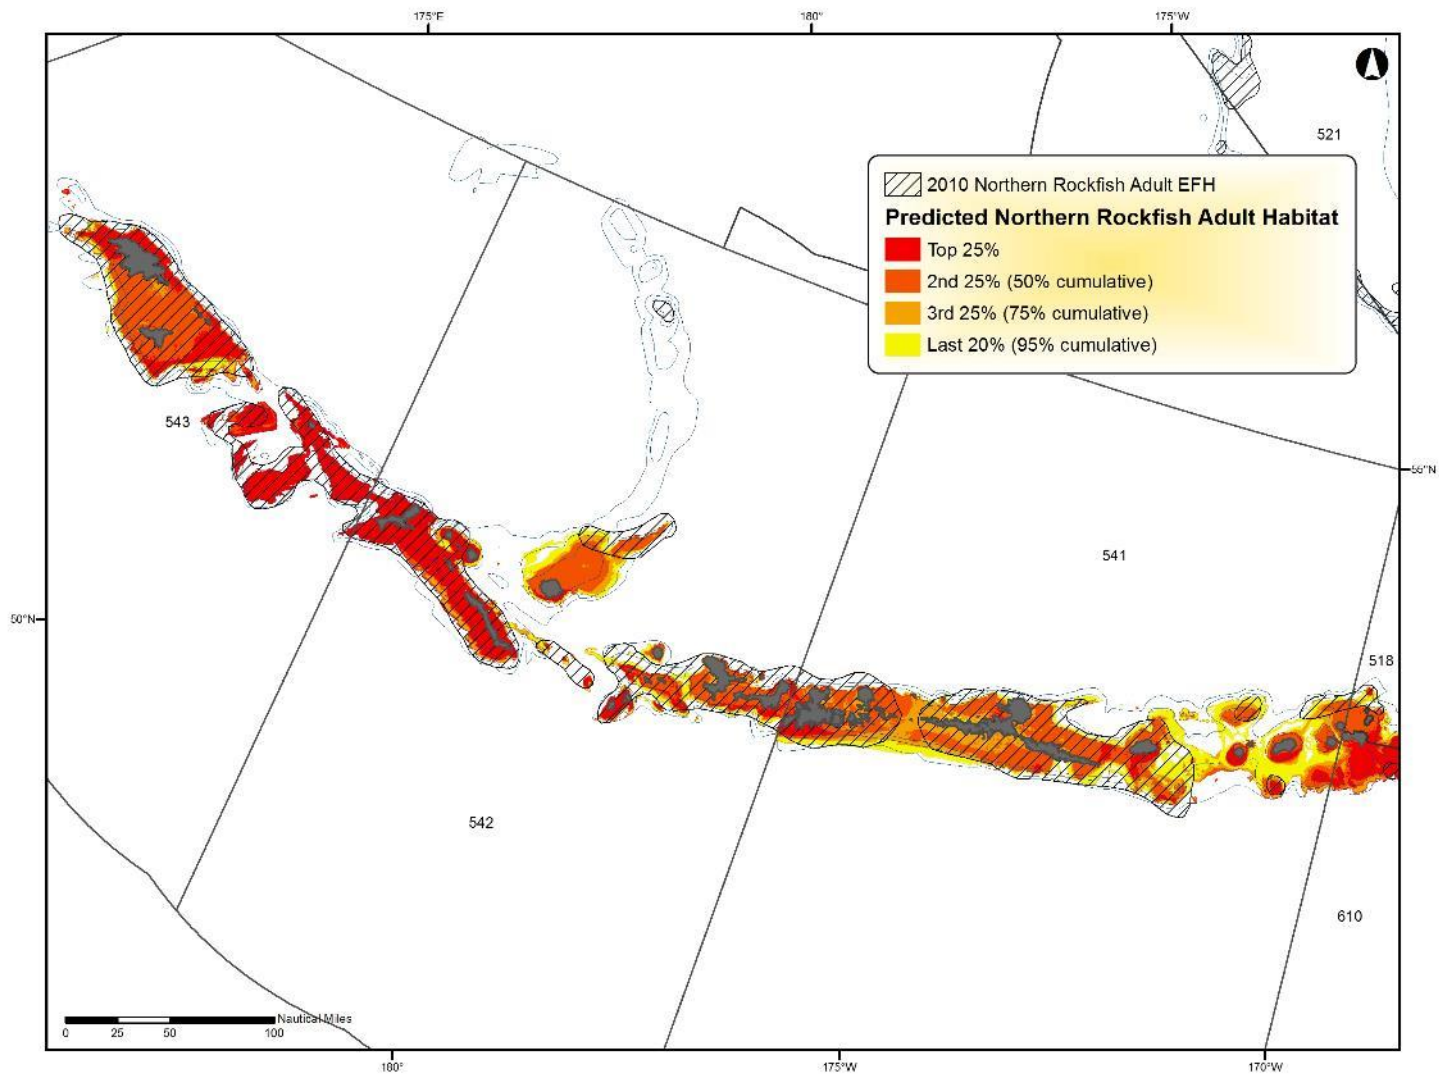 175°E 180° 175°W
521
2010 Northern Rockfish Adult EFH
Predicted Northern Rockfish Adult Habitat
Top 25%
2nd 25% (50% cumulative)
3rd 25% (75% cumulative)
Last 20% (95% cumulative)
543
55°N
541
50°N
518
542
610
Nautical Miles
0 25 50 100
180° 175°W 170°W